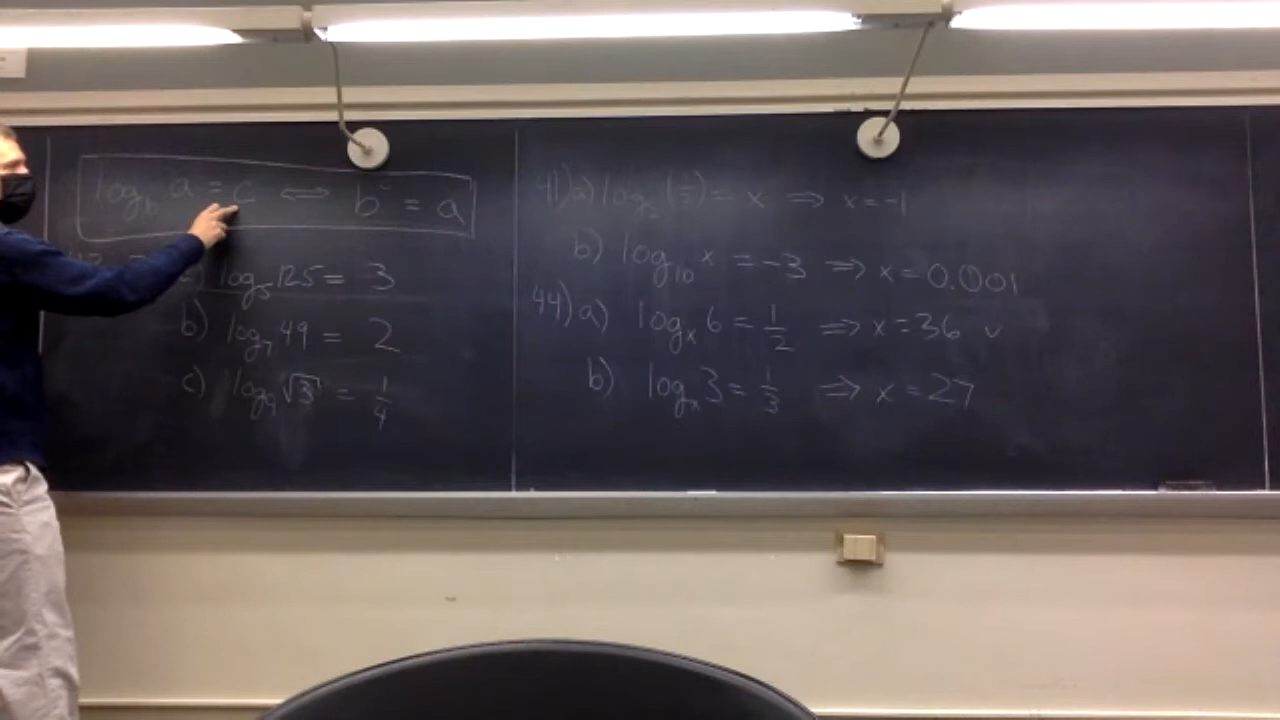 log_b a = c ⟺ b^c = a
a) log_5 125 = 3
b) log_7 49 = 2
c) log_9 √3 = 1/4
41) a) log_2 (1/2) = x ⟹ x = -1
b) log_10 x = -3 ⟹ x = 0.001
44) a) log_x 6 = 1/2 ⟹ x = 36 ✓
b) log_x 3 = 1/3 ⟹ x = 27